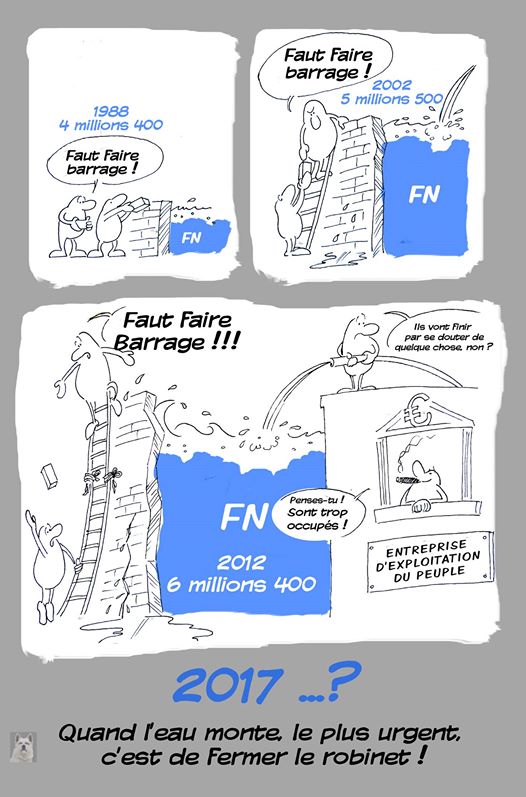 1988
4 millions 400
Faut Faire
barrage !
FN
Faut Faire
barrage !
2002
5 millions 500
FN
Faut Faire
Barrage !!!
Ils vont finir
par se douter de
quelque chose, non ?
€
Penses-tu !
Sont trop
occupés !
FN
2012
6 millions 400
ENTREPRISE
D'EXPLOITATION
DU PEUPLE
2017 ...?
Quand l'eau monte, le plus urgent,
c'est de Fermer le robinet !